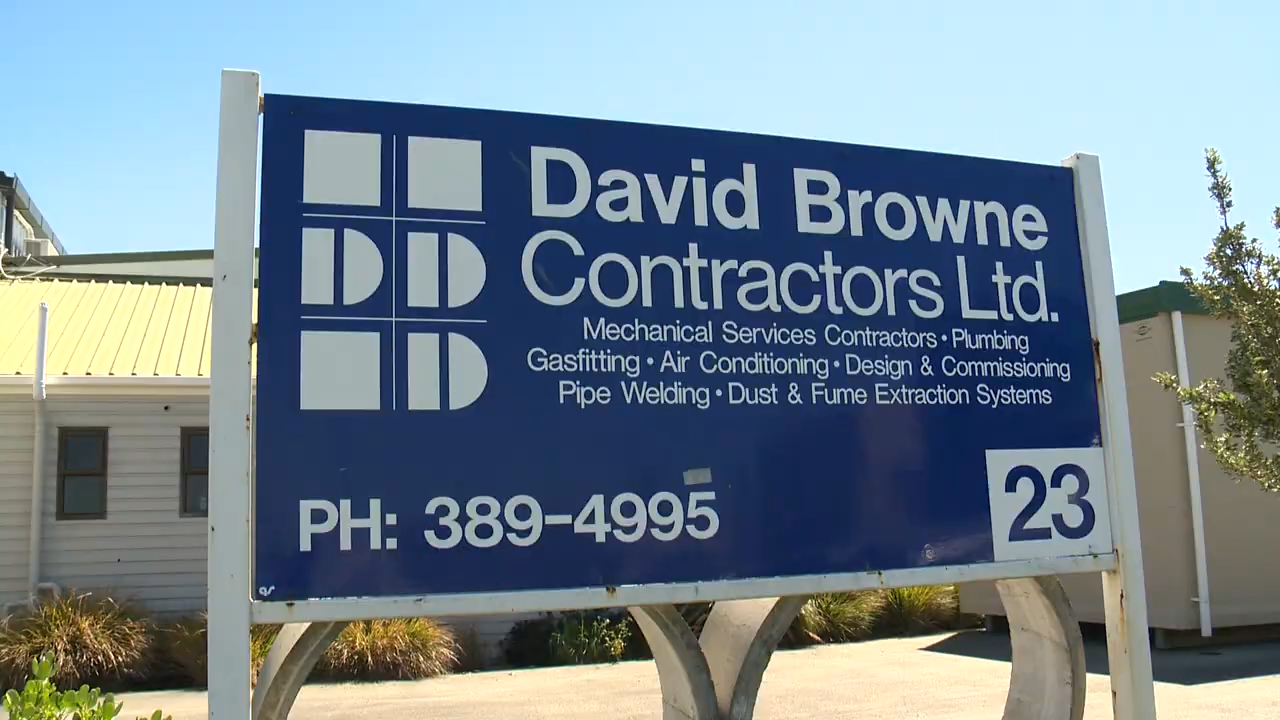 David Browne
Contractors Ltd.
Mechanical Services Contractors • Plumbing
Gasfitting • Air Conditioning • Design & Commissioning
Pipe Welding • Dust & Fume Extraction Systems
PH: 389-4995
23